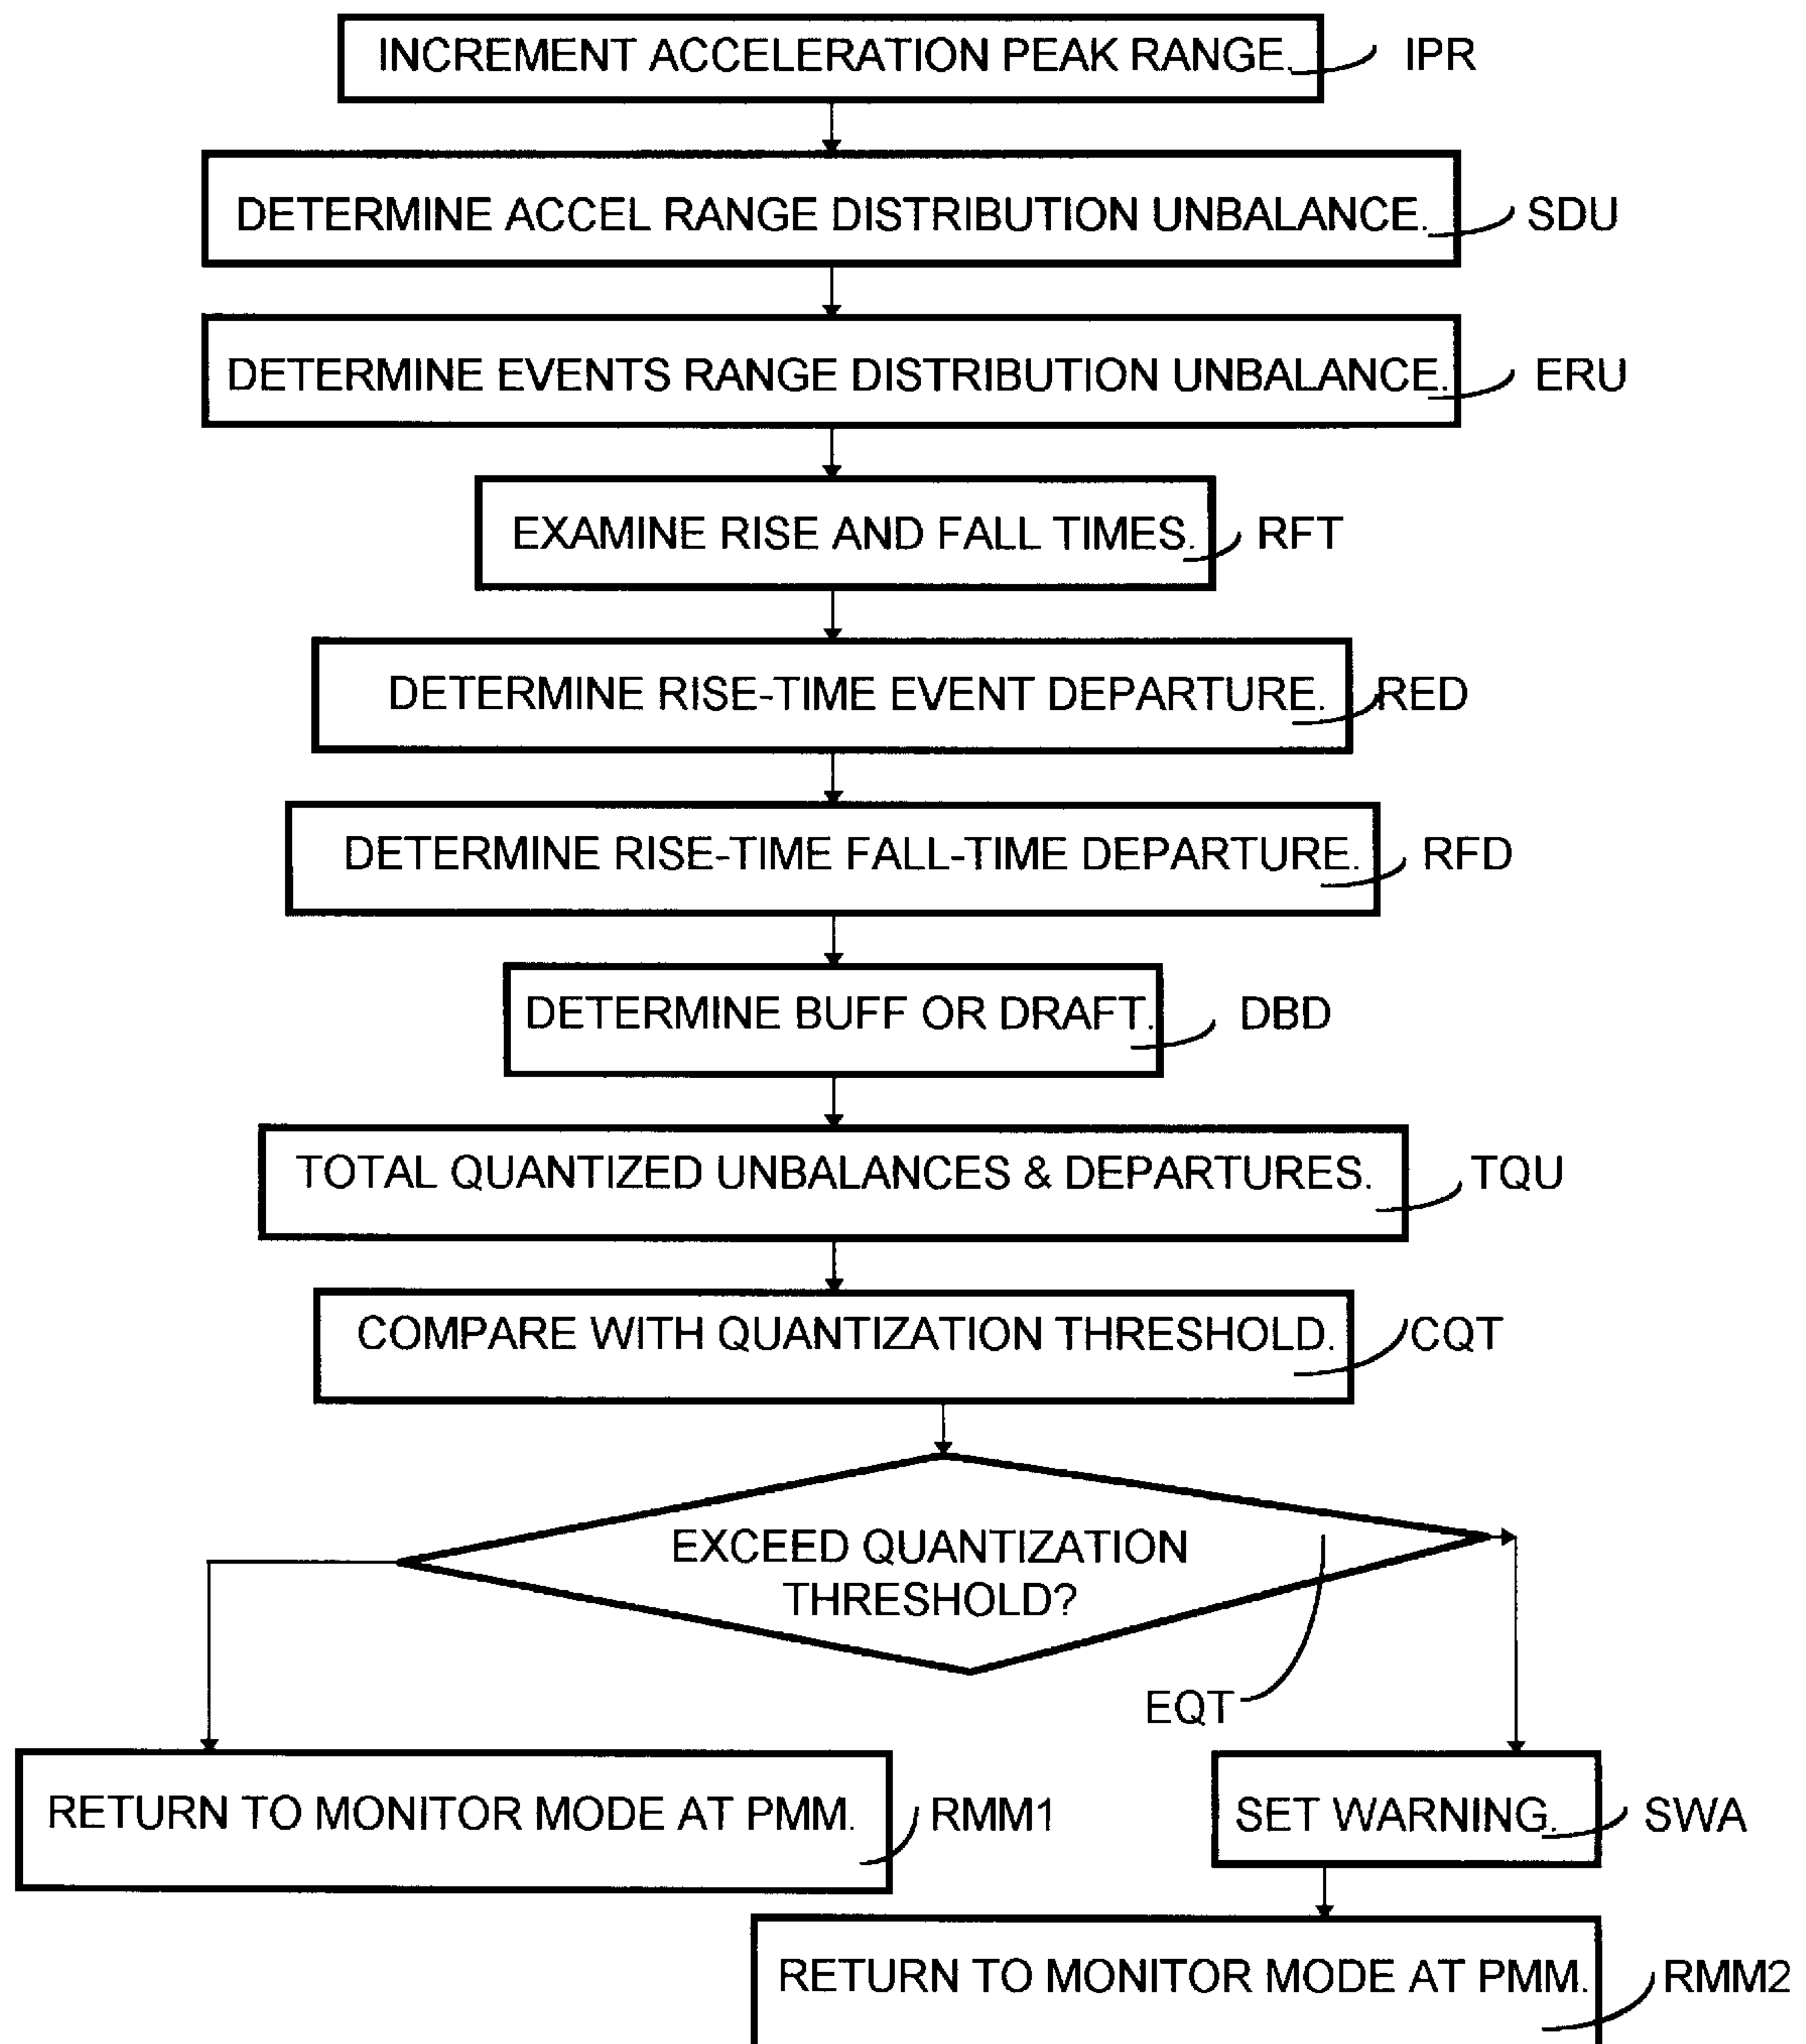 INCREMENT ACCELERATION PEAK RANGE. IPR
DETERMINE ACCEL RANGE DISTRIBUTION UNBALANCE. SDU
DETERMINE EVENTS RANGE DISTRIBUTION UNBALANCE. ERU
EXAMINE RISE AND FALL TIMES. RFT
DETERMINE RISE-TIME EVENT DEPARTURE. RED
DETERMINE RISE-TIME FALL-TIME DEPARTURE. RFD
DETERMINE BUFF OR DRAFT. DBD
TOTAL QUANTIZED UNBALANCES & DEPARTURES. TQU
COMPARE WITH QUANTIZATION THRESHOLD. CQT
EXCEED QUANTIZATION
THRESHOLD?
EQT
RETURN TO MONITOR MODE AT PMM. RMM1
SET WARNING. SWA
RETURN TO MONITOR MODE AT PMM. RMM2